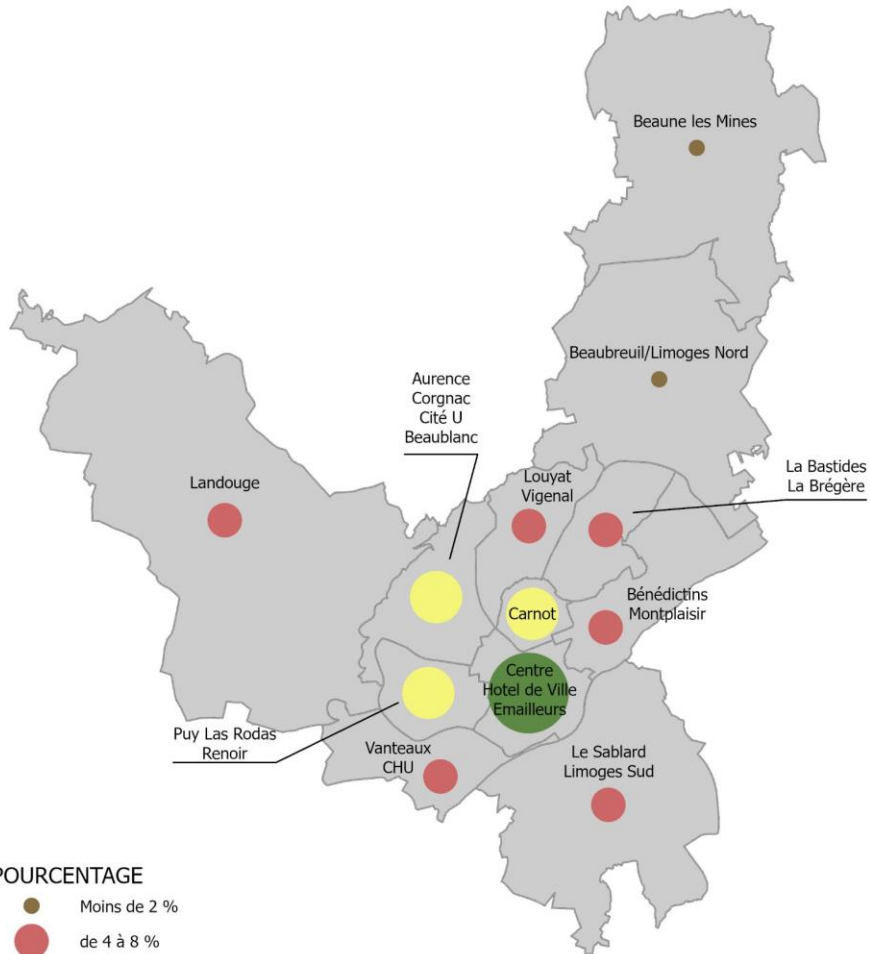 Beaune les Mines
Beaubreuil/Limoges Nord
Aurence
Corgnac
Cité U
Beaublanc
La Bastides
La Brégère
Landouge
Louyat
Vigenal
Bénédictins
Montplaisir
Carnot
Centre
Hotel de Ville
Emailleurs
Puy Las Rodas
Renoir
Vanteaux
CHU
Le Sablard
Limoges Sud
POURCENTAGE
Moins de 2 %
de 4 à 8 %